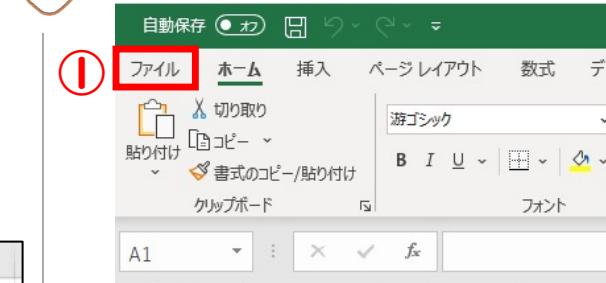 自動保存 オフ
① ファイル ホーム 挿入 ページ レイアウト 数式 デ
切り取り
コピー
貼り付け
書式のコピー/貼り付け
クリップボード
游ゴシック
B I U
フォント
A1 fx